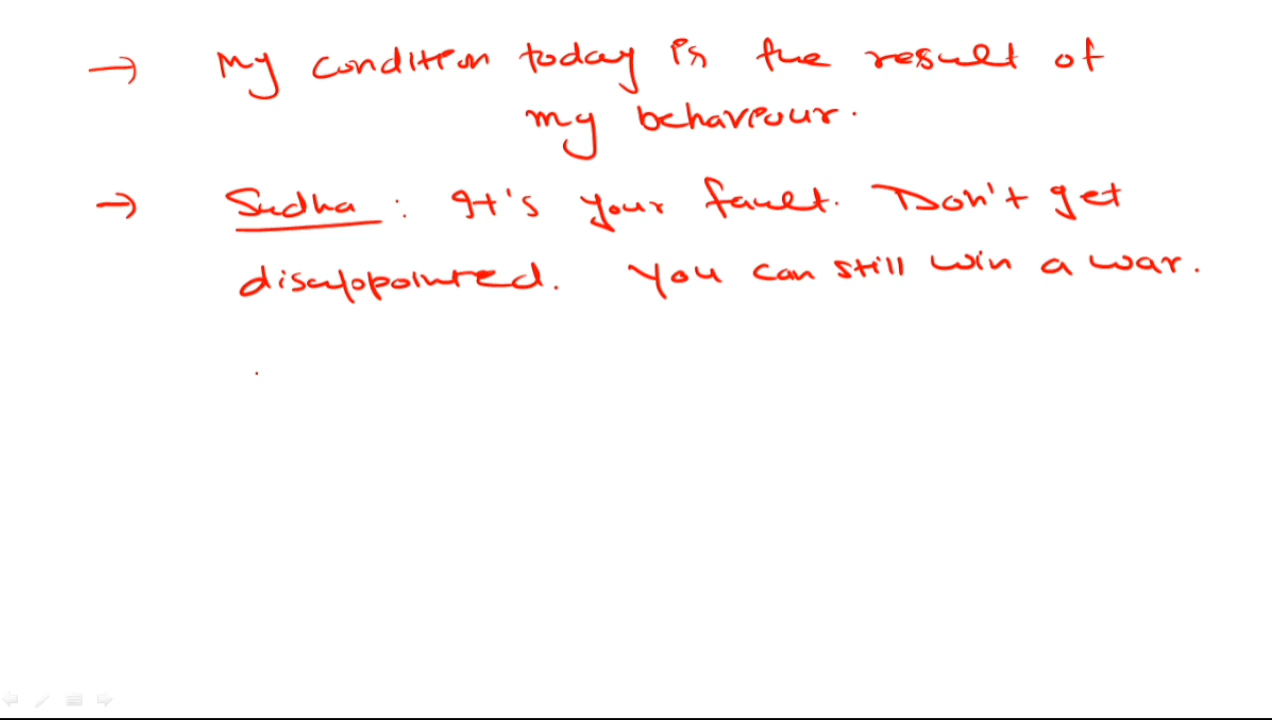 → My condition today is the result of
my behaviour.
→ Sudha : It's your fault. Don't get
disappointed. You can still win a war.